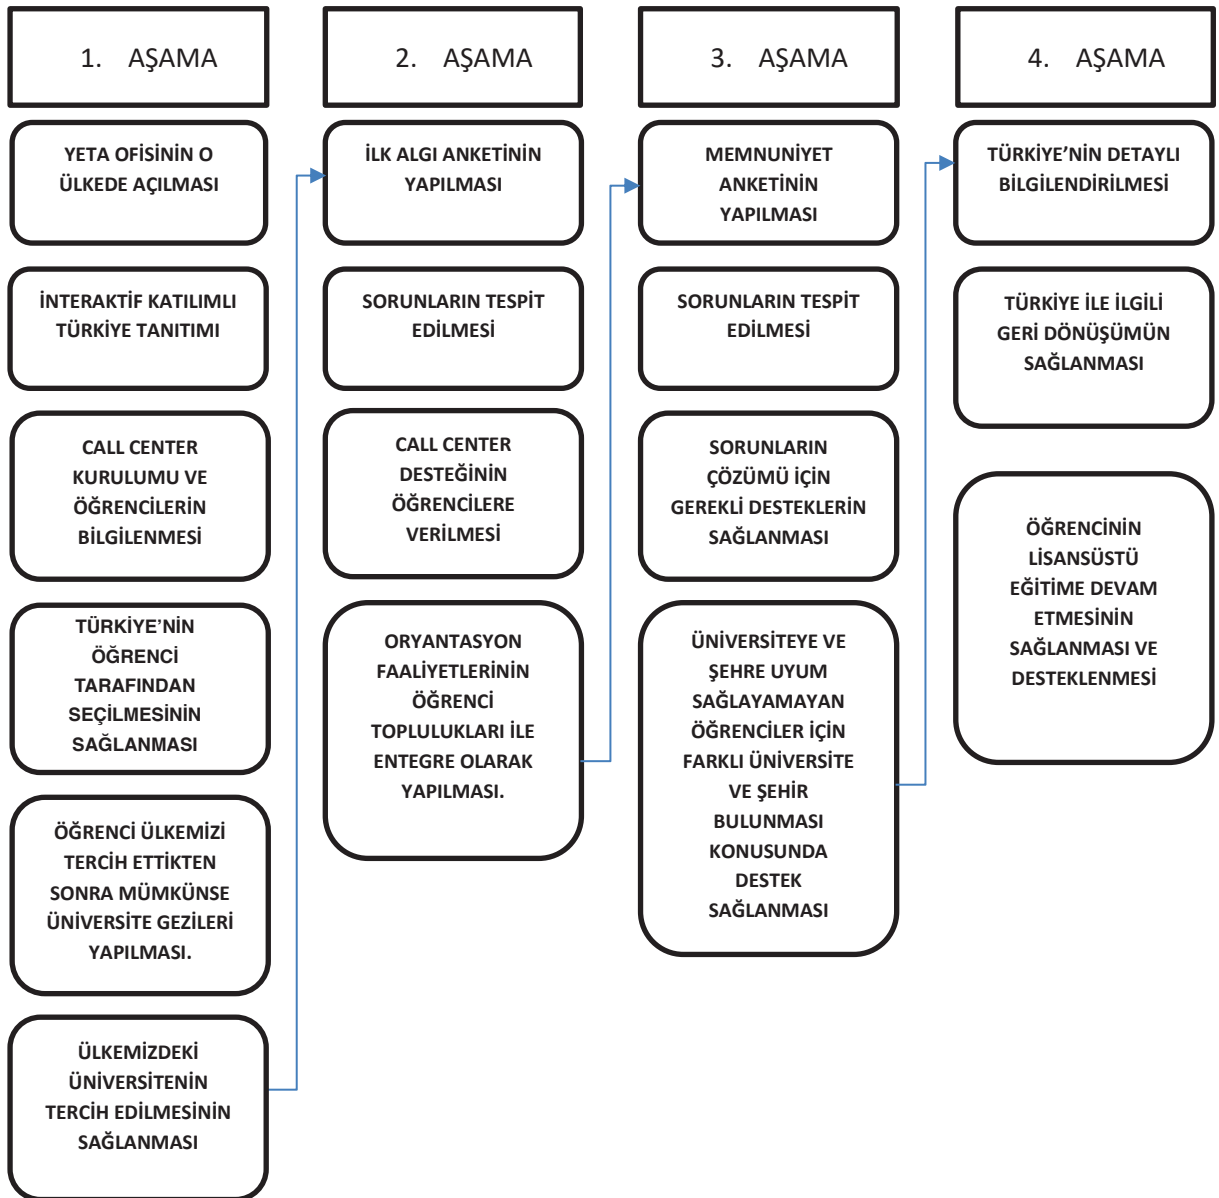 1. AŞAMA
YETA OFİSİNİN O
ÜLKEDE AÇILMASI
İNTERAKTİF KATILIMLI
TÜRKİYE TANITIMI
CALL CENTER
KURULUMU VE
ÖĞRENCİLERİN
BİLGİLENMESİ
TÜRKİYE’NİN
ÖĞRENCİ
TARAFINDAN
SEÇİLMESİNİN
SAĞLANMASI
ÖĞRENCİ ÜLKEMİZİ
TERCİH ETTİKTEN
SONRA MÜMKÜNSE
ÜNİVERSİTE GEZİLERİ
YAPILMASI.
ÜLKEMİZDEKİ
ÜNİVERSİTENİN
TERCİH EDİLMESİNİN
SAĞLANMASI
2. AŞAMA
İLK ALGI ANKETİNİN
YAPILMASI
SORUNLARIN TESPİT
EDİLMESİ
CALL CENTER
DESTEĞİNİN
ÖĞRENCİLERE
VERİLMESİ
ORYANTASYON
FAALİYETLERİNİN
ÖĞRENCİ
TOPLULUKLARI İLE
ENTEGRE OLARAK
YAPILMASI.
3. AŞAMA
MEMNUNİYET
ANKETİNİN
YAPILMASI
SORUNLARIN TESPİT
EDİLMESİ
SORUNLARIN
ÇÖZÜMÜ İÇİN
GEREKLİ DESTEKLERİN
SAĞLANMASI
ÜNİVERSİTEYE VE
ŞEHRE UYUM
SAĞLAYAMAYAN
ÖĞRENCİLER İÇİN
FARKLI ÜNİVERSİTE
VE ŞEHİR
BULUNMASI
KONUSUNDA
DESTEK
SAĞLANMASI
4. AŞAMA
TÜRKİYE’NİN DETAYLI
BİLGİLENDİRİLMESİ
TÜRKİYE İLE İLGİLİ
GERİ DÖNÜŞÜMÜN
SAĞLANMASI
ÖĞRENCİNİN
LİSANSÜSTÜ
EĞİTİME DEVAM
ETMESİNİN
SAĞLANMASI VE
DESTEKLENMESİ